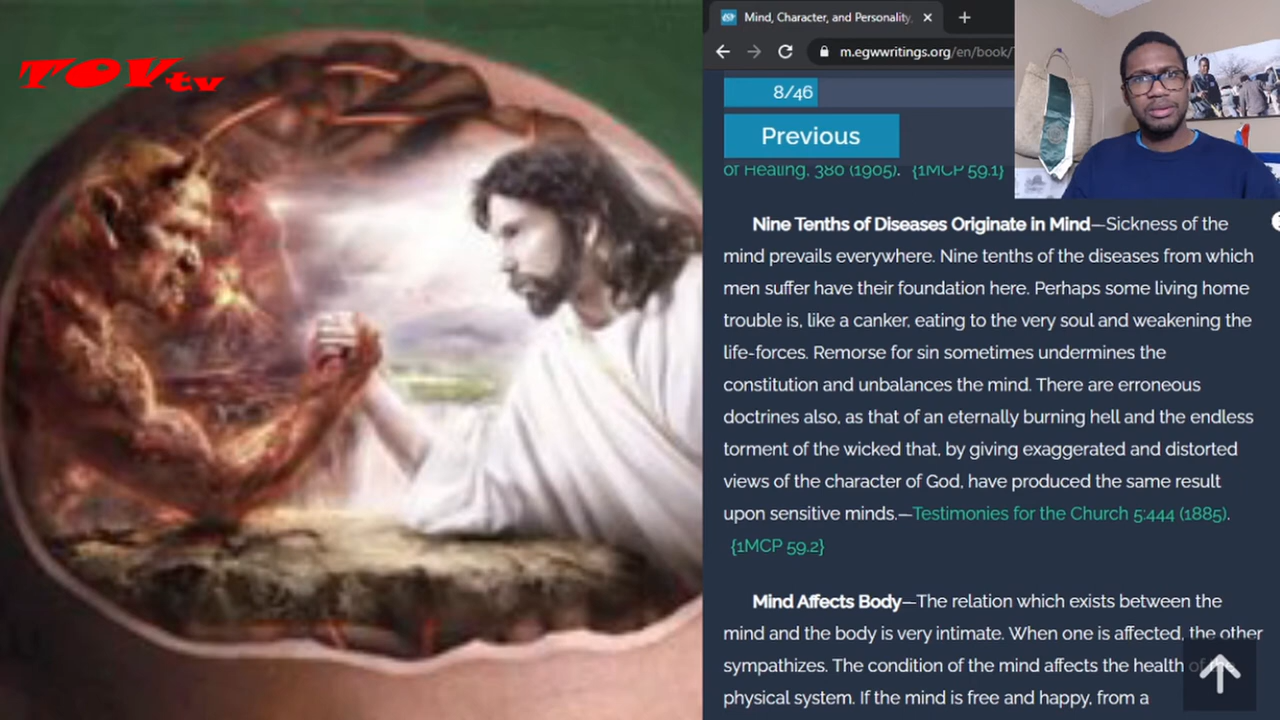 TOVtv
Mind, Character, and Personality,
m.egwwritings.org/en/book/
8/46
Previous
of Healing, 380 (1905). {1MCP 59.1}
Nine Tenths of Diseases Originate in Mind—Sickness of the
mind prevails everywhere. Nine tenths of the diseases from which
men suffer have their foundation here. Perhaps some living home
trouble is, like a canker, eating to the very soul and weakening the
life-forces. Remorse for sin sometimes undermines the
constitution and unbalances the mind. There are erroneous
doctrines also, as that of an eternally burning hell and the endless
torment of the wicked that, by giving exaggerated and distorted
views of the character of God, have produced the same result
upon sensitive minds.—Testimonies for the Church 5:444 (1885).
{1MCP 59.2}
Mind Affects Body—The relation which exists between the
mind and the body is very intimate. When one is affected, the other
sympathizes. The condition of the mind affects the health of the
physical system. If the mind is free and happy, from a